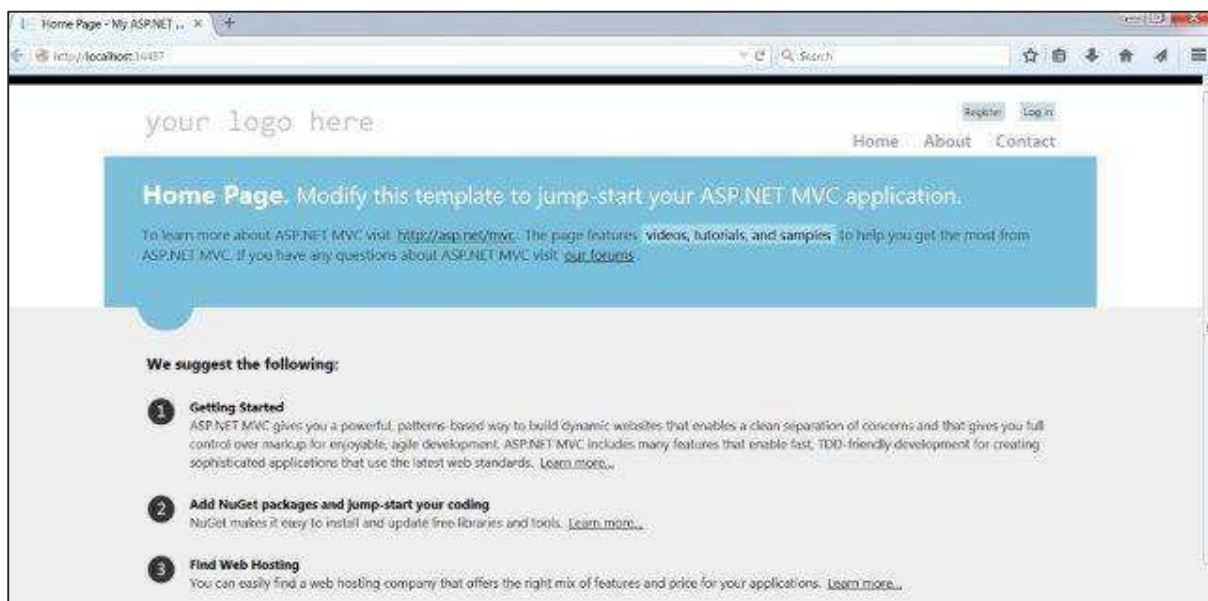 Home Page - My ASP.NET ... ×
http://localhost:14437
Search
your logo here
Register Log in
Home About Contact
Home Page. Modify this template to jump-start your ASP.NET MVC application.
To learn more about ASP.NET MVC visit http://asp.net/mvc. The page features videos, tutorials, and samples to help you get the most from
ASP.NET MVC. If you have any questions about ASP.NET MVC visit our forums.
We suggest the following:
1 Getting Started
ASP.NET MVC gives you a powerful, patterns-based way to build dynamic websites that enables a clean separation of concerns and that gives you full
control over markup for enjoyable, agile development. ASP.NET MVC includes many features that enable fast, TDD-friendly development for creating
sophisticated applications that use the latest web standards. Learn more...
2 Add NuGet packages and jump-start your coding
NuGet makes it easy to install and update free libraries and tools. Learn more...
3 Find Web Hosting
You can easily find a web hosting company that offers the right mix of features and price for your applications. Learn more...